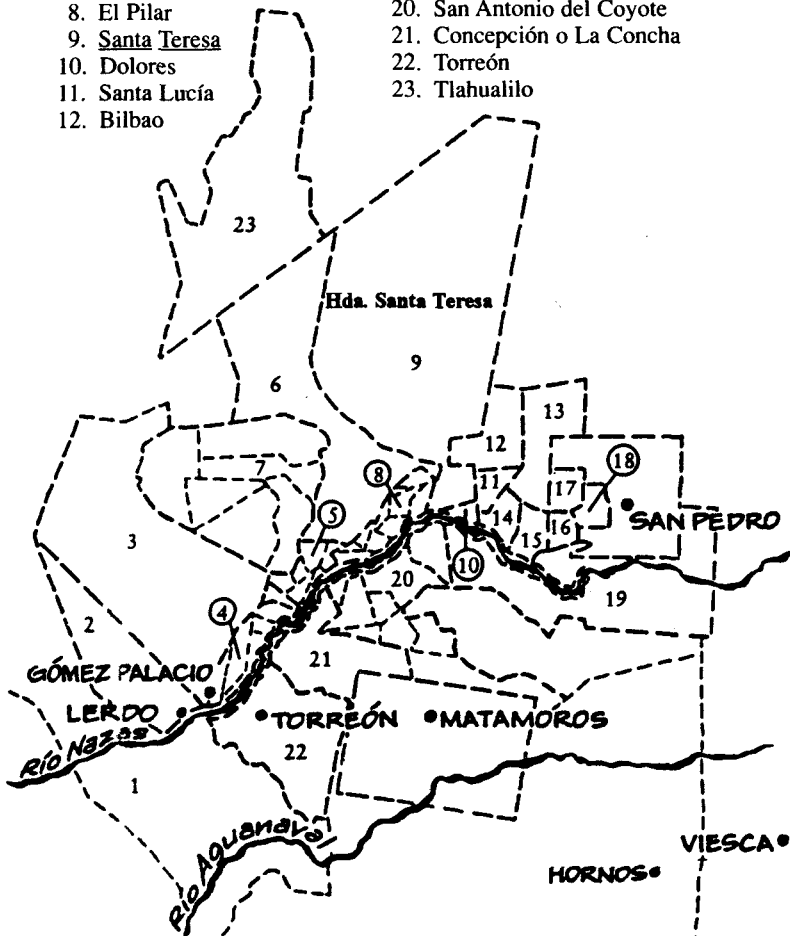 8. El Pilar
9. Santa Teresa
10. Dolores
11. Santa Lucía
12. Bilbao
20. San Antonio del Coyote
21. Concepción o La Concha
22. Torreón
23. Tlahualilo
23
Hda. Santa Teresa
9
6
13
12
7
8
11
17
18
5
SAN PEDRO
3
14
16
15
10
20
19
2
4
21
GÓMEZ PALACIO
LERDO
TORREÓN
MATAMOROS
Río Nazas
22
1
Río Aguanaval
VIESCA
HORNOS